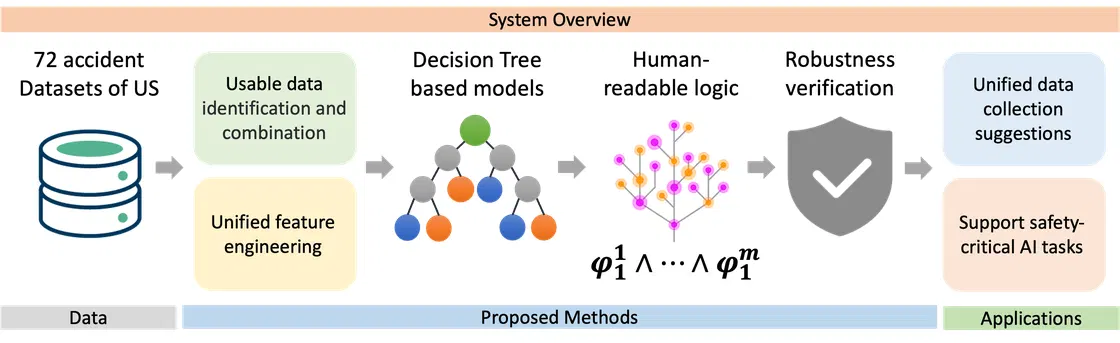 System Overview
72 accident
Datasets of US
Usable data
identification and
combination
Unified feature
engineering
Decision Tree
based models
Human-
readable logic
φ₁¹ ∧ ⋯ ∧ φ₁ᵐ
Robustness
verification
Unified data
collection
suggestions
Support safety-
critical AI tasks
Data
Proposed Methods
Applications